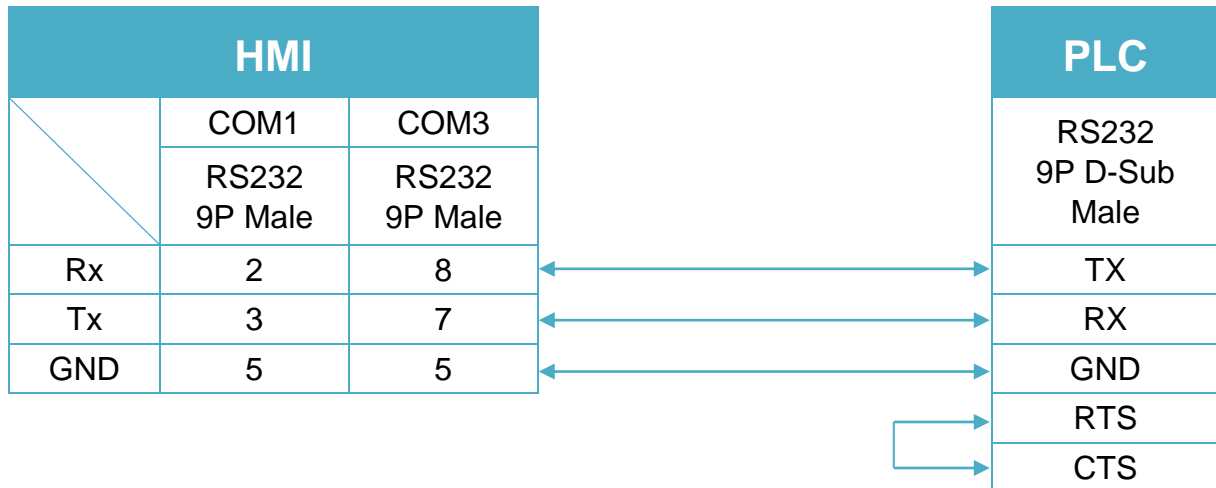 HMI PLC
COM1 COM3
RS232
9P Male
RS232
9P Male
RS232
9P D-Sub
Male
Rx 2 8 TX
Tx 3 7 RX
GND 5 5 GND
RTS
CTS